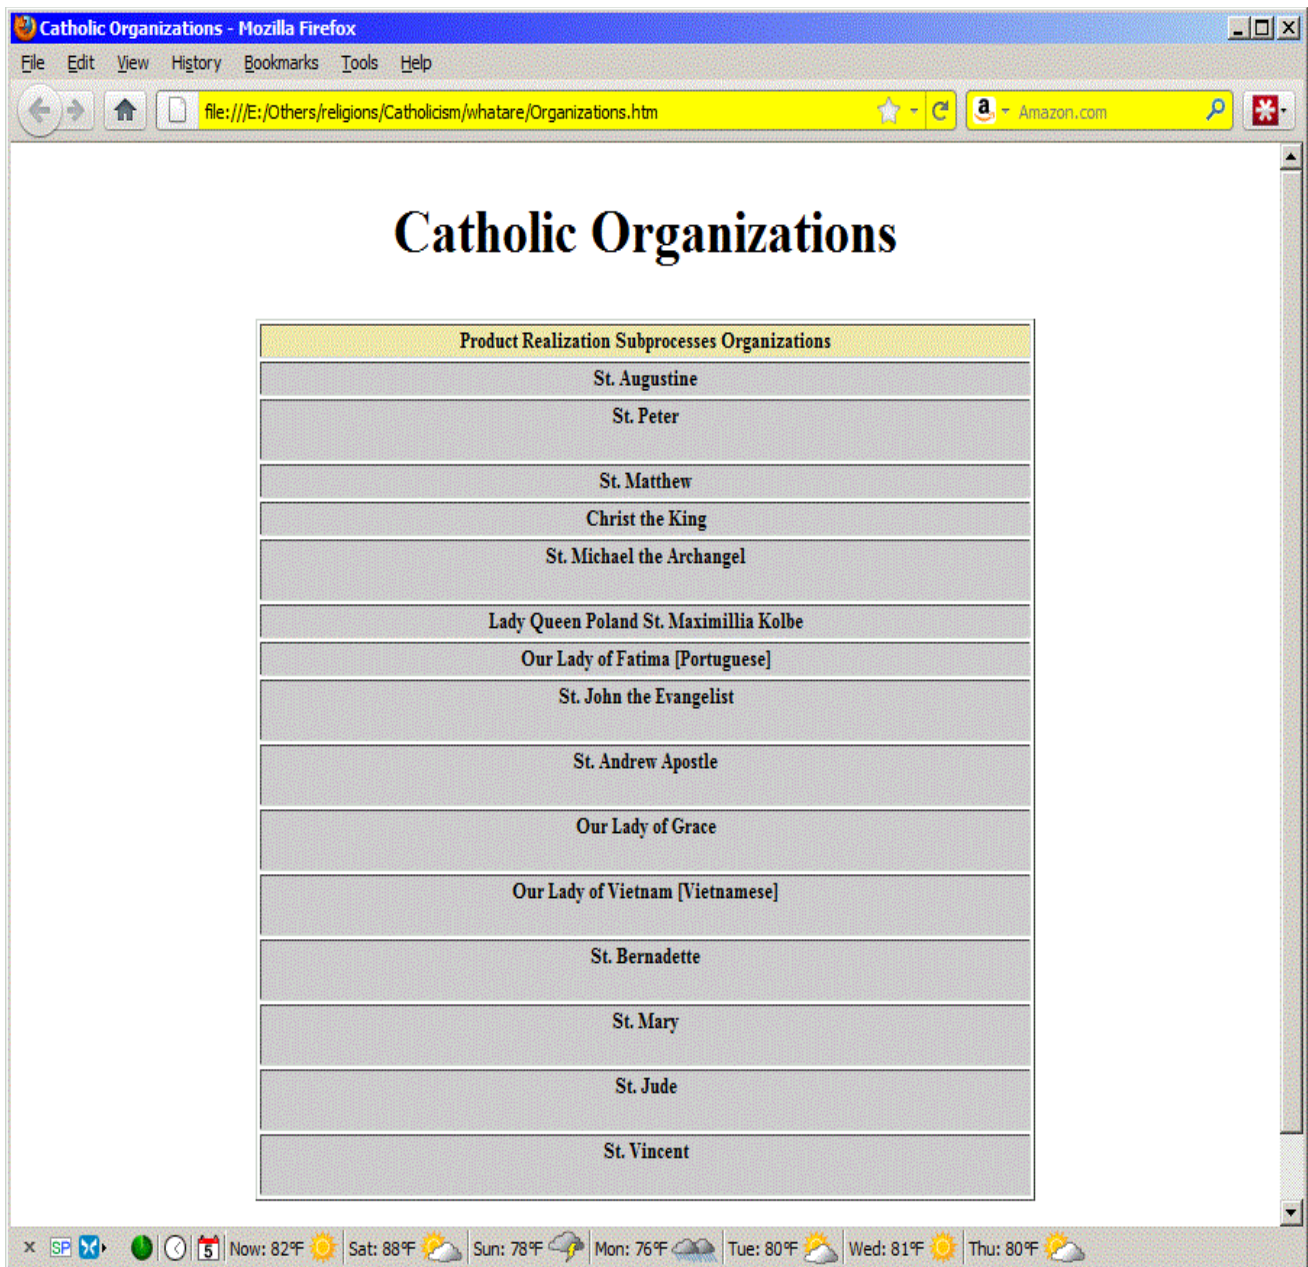 Catholic Organizations - Mozilla Firefox
File Edit View History Bookmarks Tools Help
file:///E:/Others/religions/Catholicism/whatare/Organizations.htm a Amazon.com
Catholic Organizations
Product Realization Subprocesses Organizations
St. Augustine
St. Peter
St. Matthew
Christ the King
St. Michael the Archangel
Lady Queen Poland St. Maximillia Kolbe
Our Lady of Fatima [Portuguese]
St. John the Evangelist
St. Andrew Apostle
Our Lady of Grace
Our Lady of Vietnam [Vietnamese]
St. Bernadette
St. Mary
St. Jude
St. Vincent
x SP 5 Now: 82°F Sat: 88°F Sun: 78°F Mon: 76°F Tue: 80°F Wed: 81°F Thu: 80°F